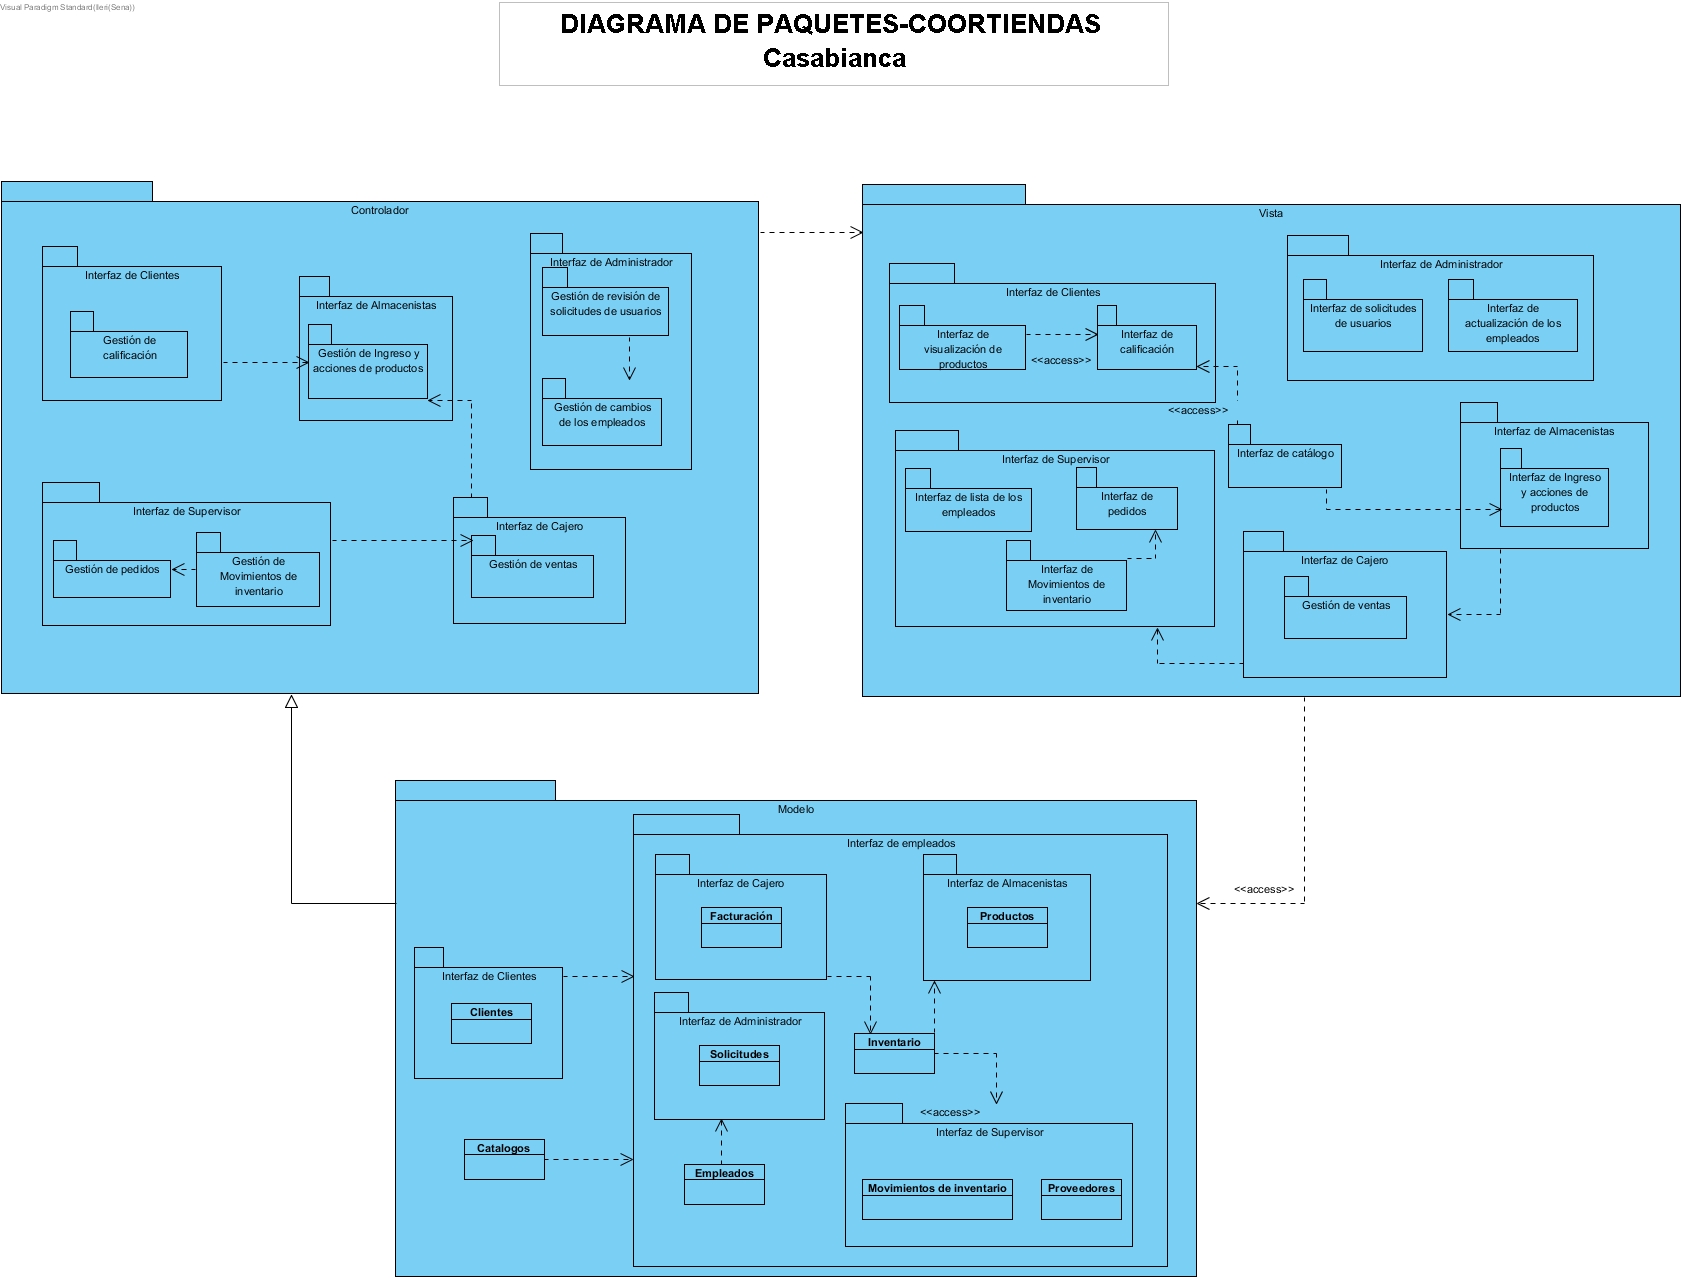 Visual Paradigm Standard(Ileri(Sena))
DIAGRAMA DE PAQUETES-COORTIENDAS
Casabianca
Controlador
Interfaz de Clientes
Gestión de
calificación
Interfaz de Almacenistas
Gestión de Ingreso y
acciones de productos
Interfaz de Administrador
Gestión de revisión de
solicitudes de usuarios
Gestión de cambios
de los empleados
Interfaz de Supervisor
Gestión de pedidos
Gestión de
Movimientos de
inventario
Interfaz de Cajero
Gestión de ventas
Vista
Interfaz de Clientes
Interfaz de
visualización de
productos
<<access>>
Interfaz de
calificación
Interfaz de Administrador
Interfaz de solicitudes
de usuarios
Interfaz de
actualización de los
empleados
<<access>>
Interfaz de catálogo
Interfaz de Almacenistas
Interfaz de Ingreso
y acciones de
productos
Interfaz de Supervisor
Interfaz de lista de los
empleados
Interfaz de
pedidos
Interfaz de
Movimientos de
inventario
Interfaz de Cajero
Gestión de ventas
<<access>>
Modelo
Interfaz de empleados
Interfaz de Cajero
Facturación
Interfaz de Almacenistas
Productos
Interfaz de Clientes
Clientes
Interfaz de Administrador
Solicitudes
Inventario
<<access>>
Interfaz de Supervisor
Movimientos de inventario
Proveedores
Catalogos
Empleados